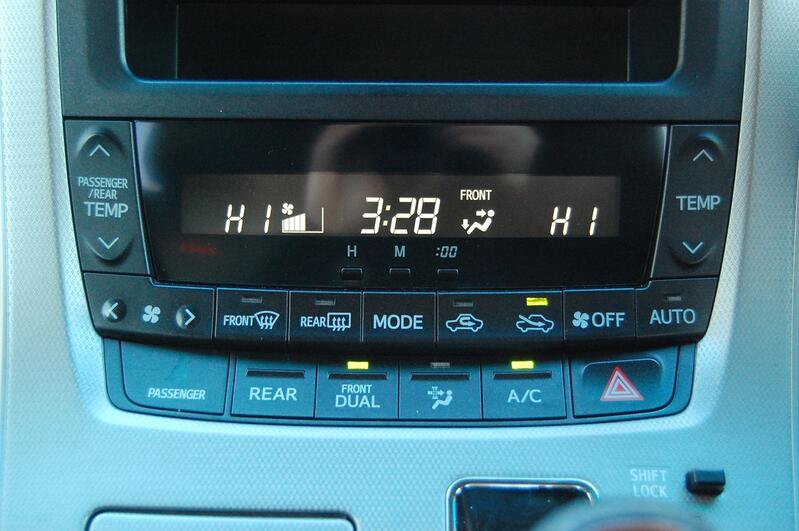 PASSENGER
/REAR
TEMP
HI
3:28
FRONT
HI
TEMP
H M :00
FRONT
REAR
MODE
OFF
AUTO
PASSENGER
REAR
FRONT
DUAL
A/C
SHIFT
LOCK